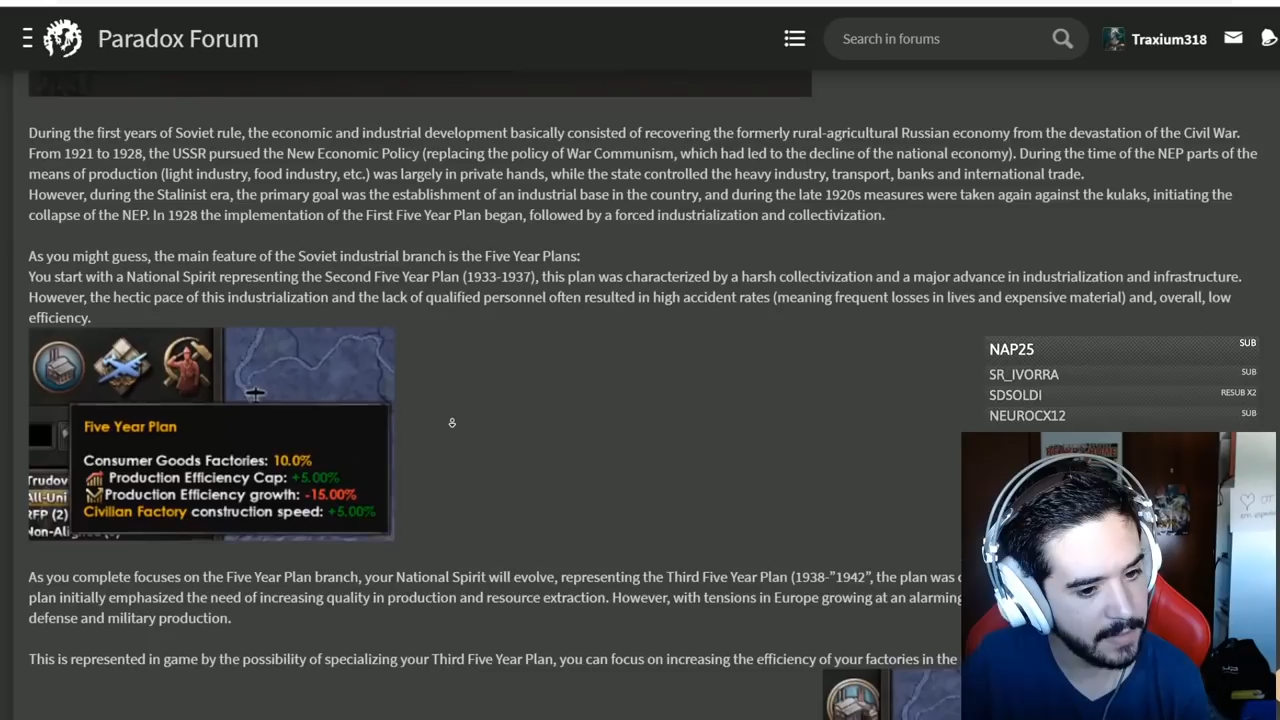 Paradox Forum
Search in forums
Traxium318
During the first years of Soviet rule, the economic and industrial development basically consisted of recovering the formerly rural-agricultural Russian economy from the devastation of the Civil War.
From 1921 to 1928, the USSR pursued the New Economic Policy (replacing the policy of War Communism, which had led to the decline of the national economy). During the time of the NEP parts of the
means of production (light industry, food industry, etc.) was largely in private hands, while the state controlled the heavy industry, transport, banks and international trade.
However, during the Stalinist era, the primary goal was the establishment of an industrial base in the country, and during the late 1920s measures were taken again against the kulaks, initiating the
collapse of the NEP. In 1928 the implementation of the First Five Year Plan began, followed by a forced industrialization and collectivization.
As you might guess, the main feature of the Soviet industrial branch is the Five Year Plans:
You start with a National Spirit representing the Second Five Year Plan (1933-1937), this plan was characterized by a harsh collectivization and a major advance in industrialization and infrastructure.
However, the hectic pace of this industrialization and the lack of qualified personnel often resulted in high accident rates (meaning frequent losses in lives and expensive material) and, overall, low
efficiency.
Five Year Plan
Consumer Goods Factories: 10.0%
Production Efficiency Cap: +5.00%
Production Efficiency growth: -15.00%
Civilian Factory construction speed: +5.00%
Trudov
All-Uni
RFP (2)
Non-Ali
NAP25 SUB
SR_IVORRA SUB
SDSOLDI RESUB X2
NEUROCX12 SUB
As you complete focuses on the Five Year Plan branch, your National Spirit will evolve, representing the Third Five Year Plan (1938-"1942", the plan was
plan initially emphasized the need of increasing quality in production and resource extraction. However, with tensions in Europe growing at an alarming
defense and military production.
This is represented in game by the possibility of specializing your Third Five Year Plan, you can focus on increasing the efficiency of your factories in the